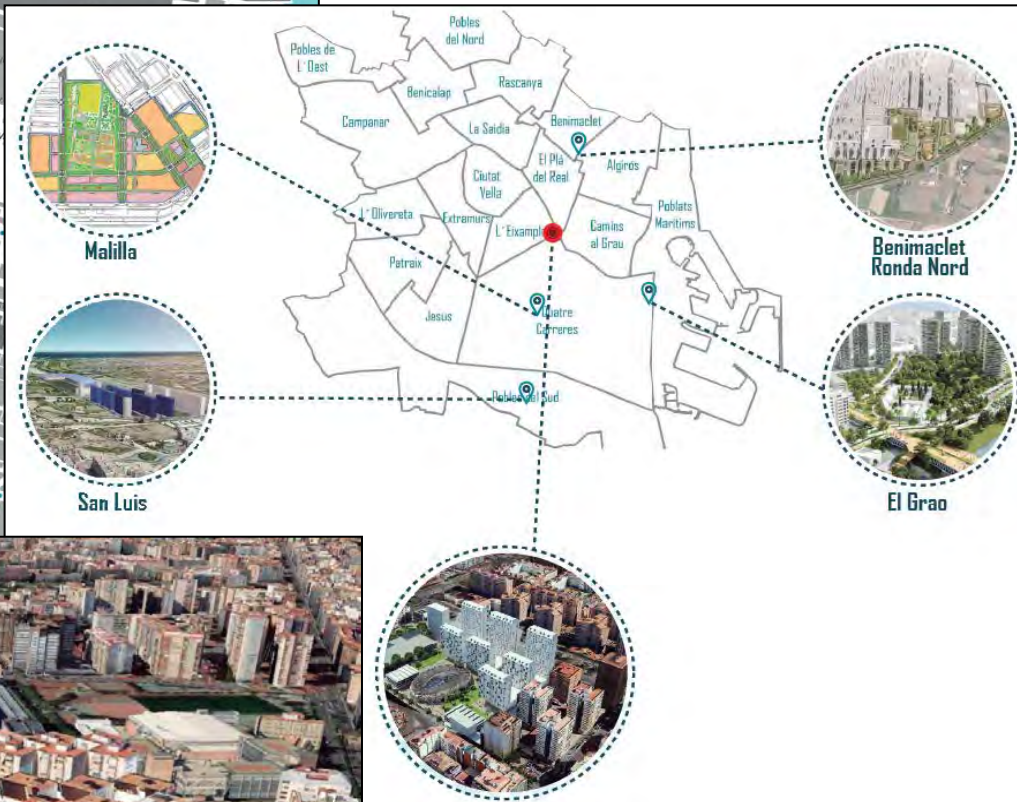 Pobles
del Nord
Pobles de
L´Oest
Benicalap
Rascanya
Campanar
La Saïdia
Benimaclet
El Plà
del Real
Algirós
Ciutat
Vella
L´Olivereta
Extramurs
L´Eixample
Camins
al Grau
Poblats
Marítims
Patraix
Jesús
Quatre
Carreres
Pobles del Sud
Malilla
San Luis
Benimaclet
Ronda Nord
El Grao